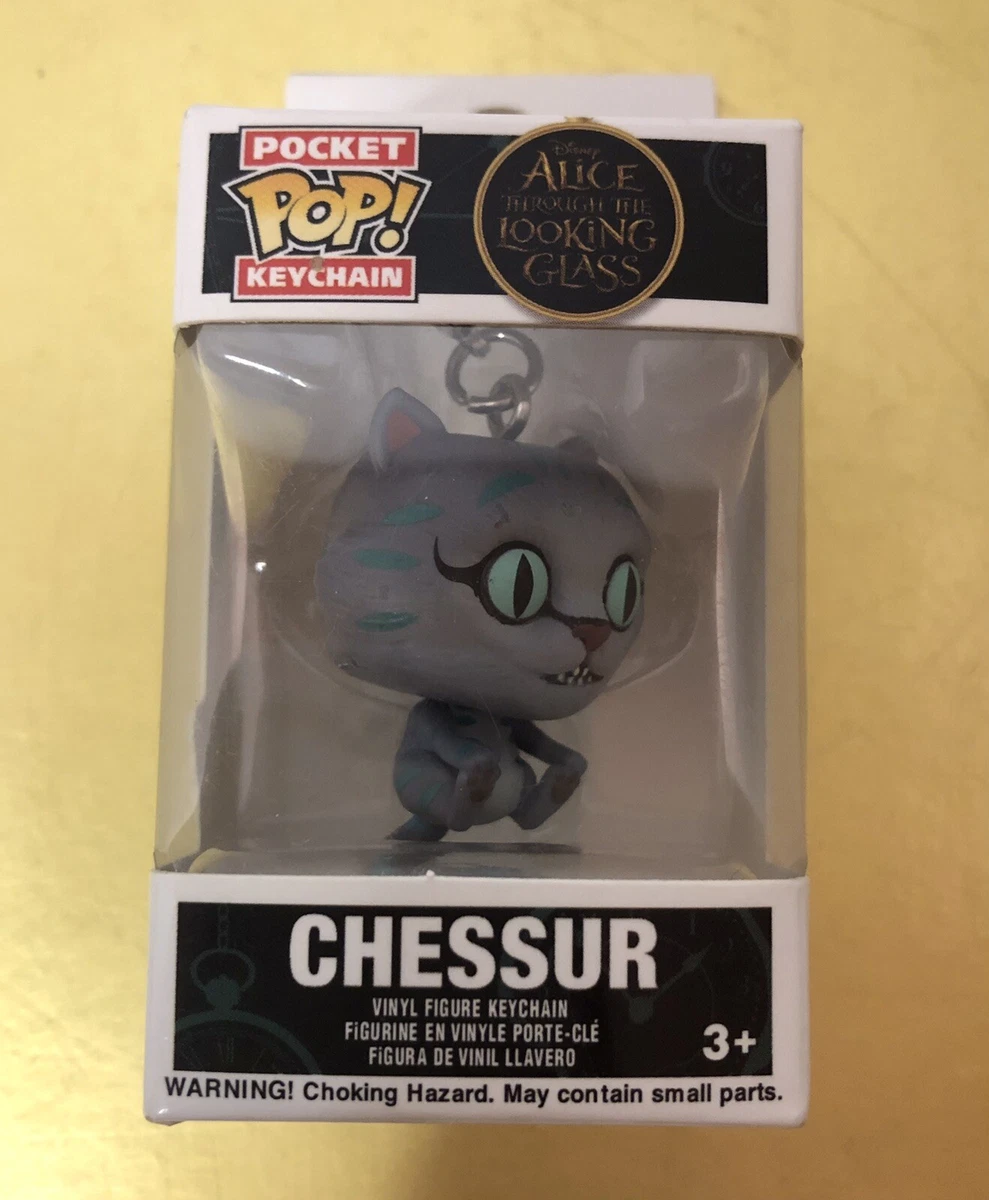 POCKET
POP!
KEYCHAIN
Disney
ALICE
THROUGH THE
LOOKING
GLASS
CHESSUR
VINYL FIGURE KEYCHAIN
FiGURINE EN VINYLE PORTE-CLÉ
FiGURA DE VINIL LLAVERO
3+
WARNING! Choking Hazard. May contain small parts.